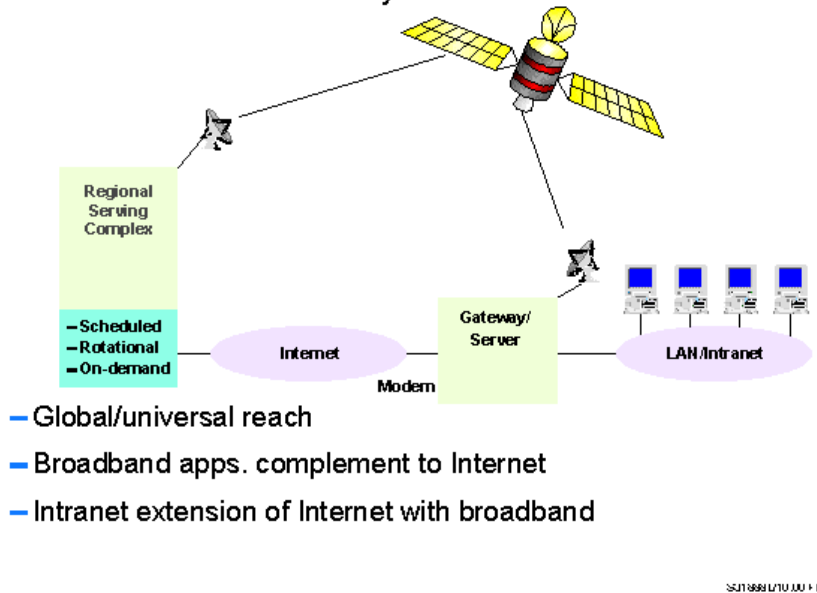 Regional
Serving
Complex
– Scheduled
– Rotational
– On-demand
Internet
Modem
Gateway/
Server
LAN/Intranet
– Global/universal reach
– Broadband apps. complement to Internet
– Intranet extension of Internet with broadband